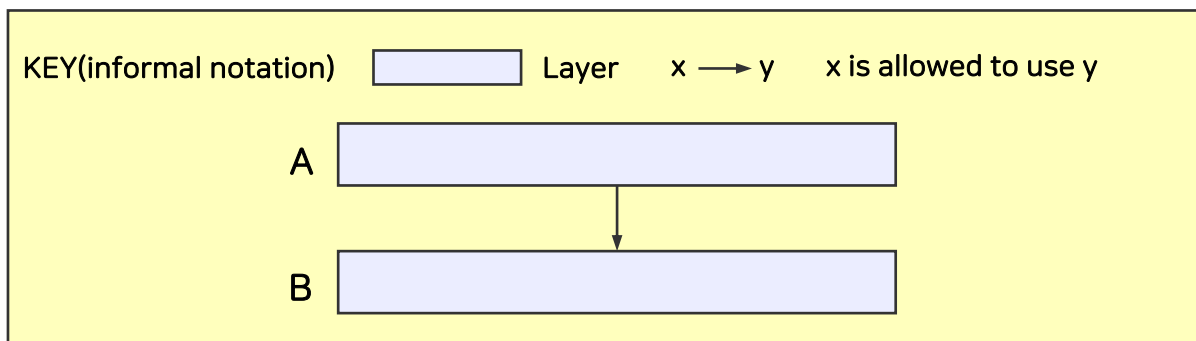 KEY(informal notation) Layer x → y x is allowed to use y
A
B